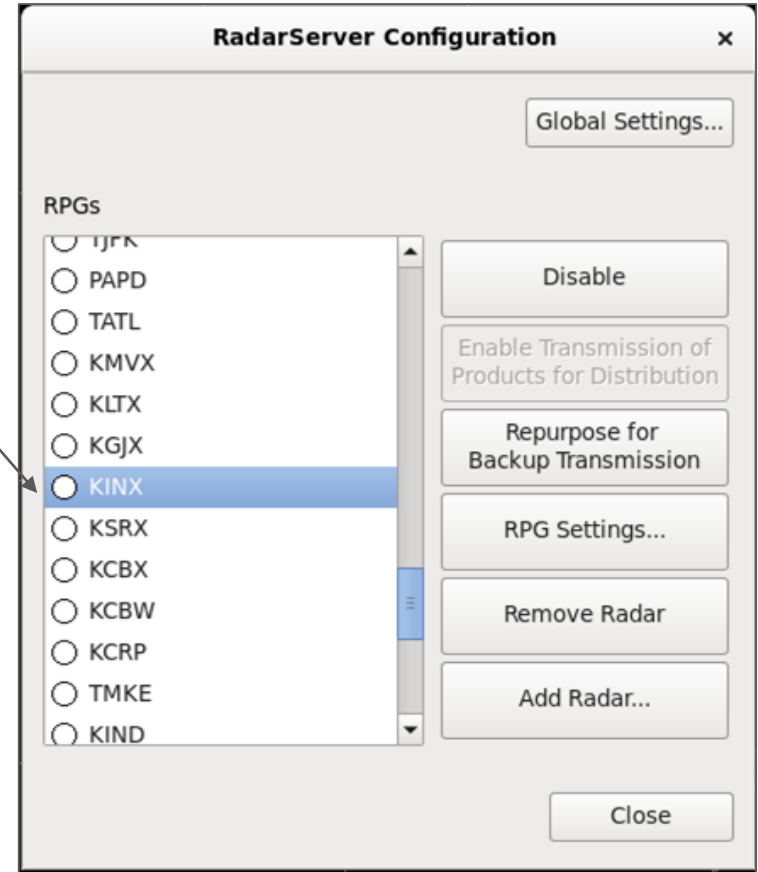 RadarServer Configuration ×
Global Settings...
RPGs
TJFK
PAPD
TATL
KMVX
KLTX
KGJX
KINX
KSRX
KCBX
KCBW
KCRP
TMKE
KIND
Disable
Enable Transmission of
Products for Distribution
Repurpose for
Backup Transmission
RPG Settings...
Remove Radar
Add Radar...
Close